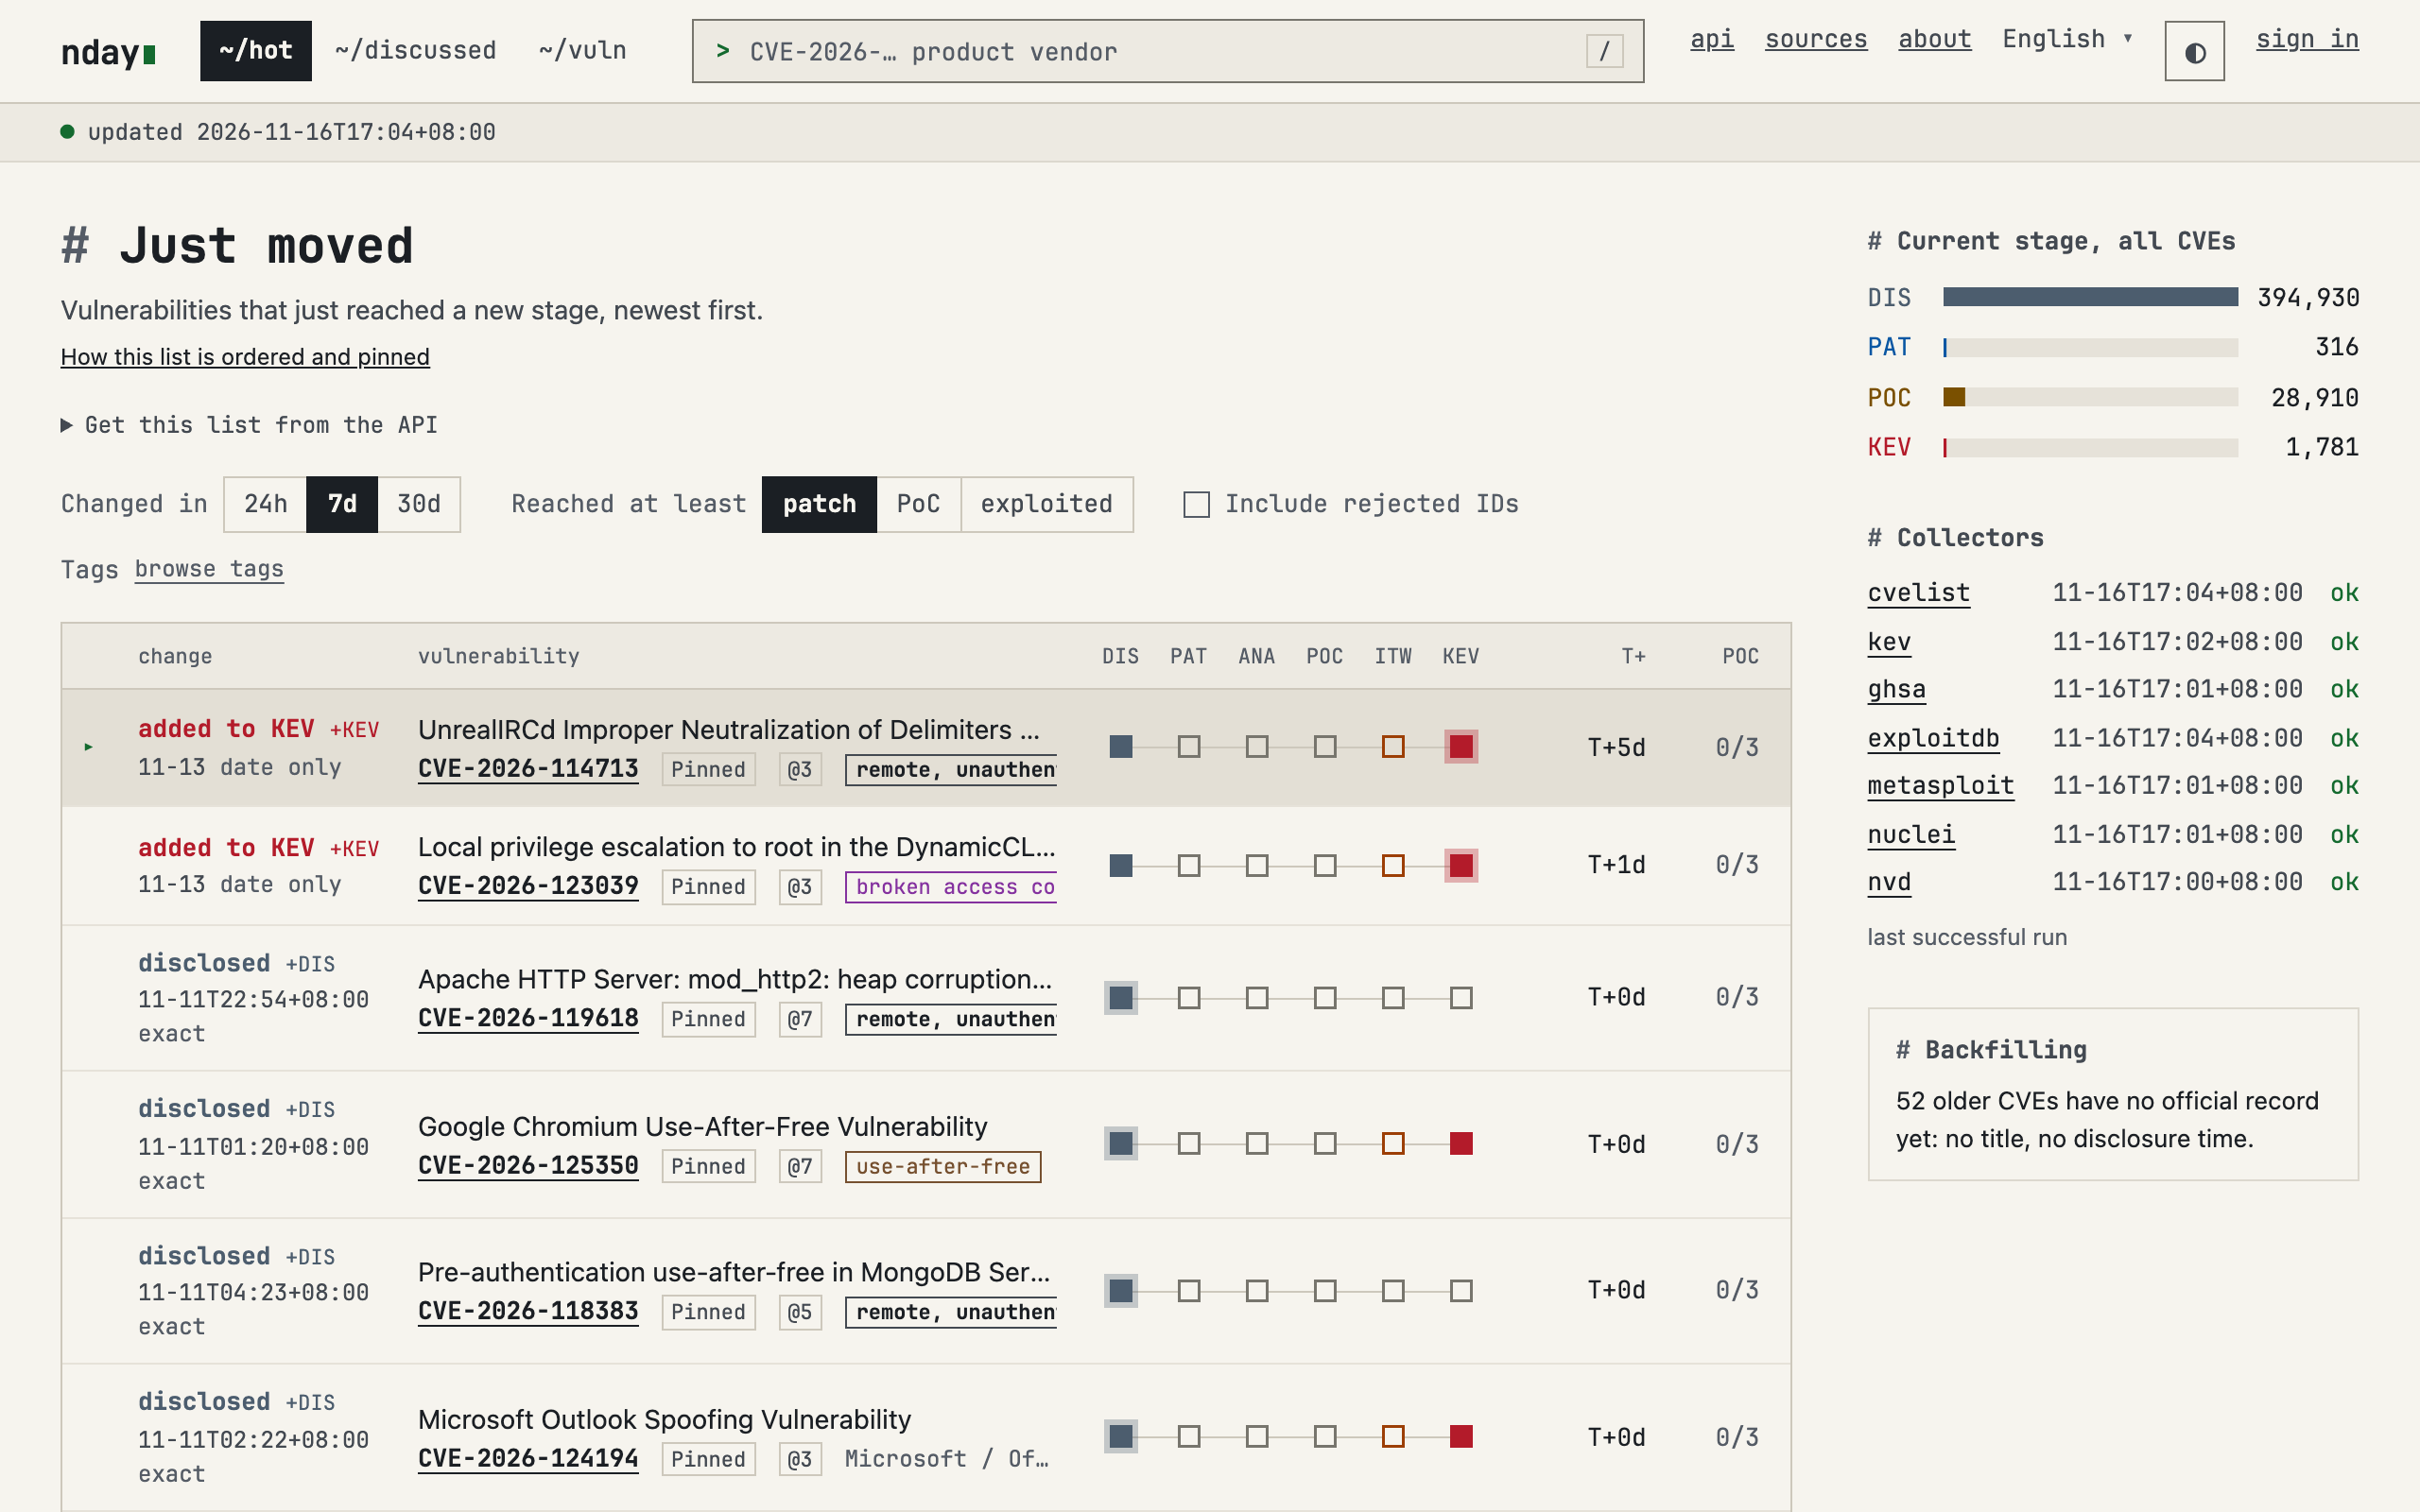 nday
~/hot ~/discussed ~/vuln
> CVE-2026-… product vendor /
api sources about English ▾ sign in
updated 2026-11-16T17:04+08:00
# Just moved
Vulnerabilities that just reached a new stage, newest first.
How this list is ordered and pinned
▶ Get this list from the API
Changed in 24h 7d 30d Reached at least patch PoC exploited Include rejected IDs
Tags browse tags
change vulnerability DIS PAT ANA POC ITW KEV T+ POC
added to KEV +KEV
11-13 date only
UnrealIRCd Improper Neutralization of Delimiters …
CVE-2026-114713 Pinned @3 remote, unauthen
T+5d 0/3
added to KEV +KEV
11-13 date only
Local privilege escalation to root in the DynamicCL…
CVE-2026-123039 Pinned @3 broken access co
T+1d 0/3
disclosed +DIS
11-11T22:54+08:00
exact
Apache HTTP Server: mod_http2: heap corruption…
CVE-2026-119618 Pinned @7 remote, unauthen
T+0d 0/3
disclosed +DIS
11-11T01:20+08:00
exact
Google Chromium Use-After-Free Vulnerability
CVE-2026-125350 Pinned @7 use-after-free
T+0d 0/3
disclosed +DIS
11-11T04:23+08:00
exact
Pre-authentication use-after-free in MongoDB Ser…
CVE-2026-118383 Pinned @5 remote, unauthen
T+0d 0/3
disclosed +DIS
11-11T02:22+08:00
exact
Microsoft Outlook Spoofing Vulnerability
CVE-2026-124194 Pinned @3 Microsoft / Of…
T+0d 0/3
# Current stage, all CVEs
DIS 394,930
PAT 316
POC 28,910
KEV 1,781
# Collectors
cvelist 11-16T17:04+08:00 ok
kev 11-16T17:02+08:00 ok
ghsa 11-16T17:01+08:00 ok
exploitdb 11-16T17:04+08:00 ok
metasploit 11-16T17:01+08:00 ok
nuclei 11-16T17:01+08:00 ok
nvd 11-16T17:00+08:00 ok
last successful run
# Backfilling
52 older CVEs have no official record
yet: no title, no disclosure time.